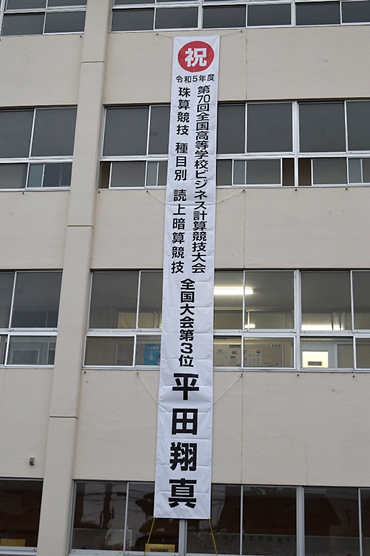 祝
令和5年度
第70回全国高等学校ビジネス計算競技大会
珠算競技 種目別 読上暗算競技
全国大会第3位
平田翔真